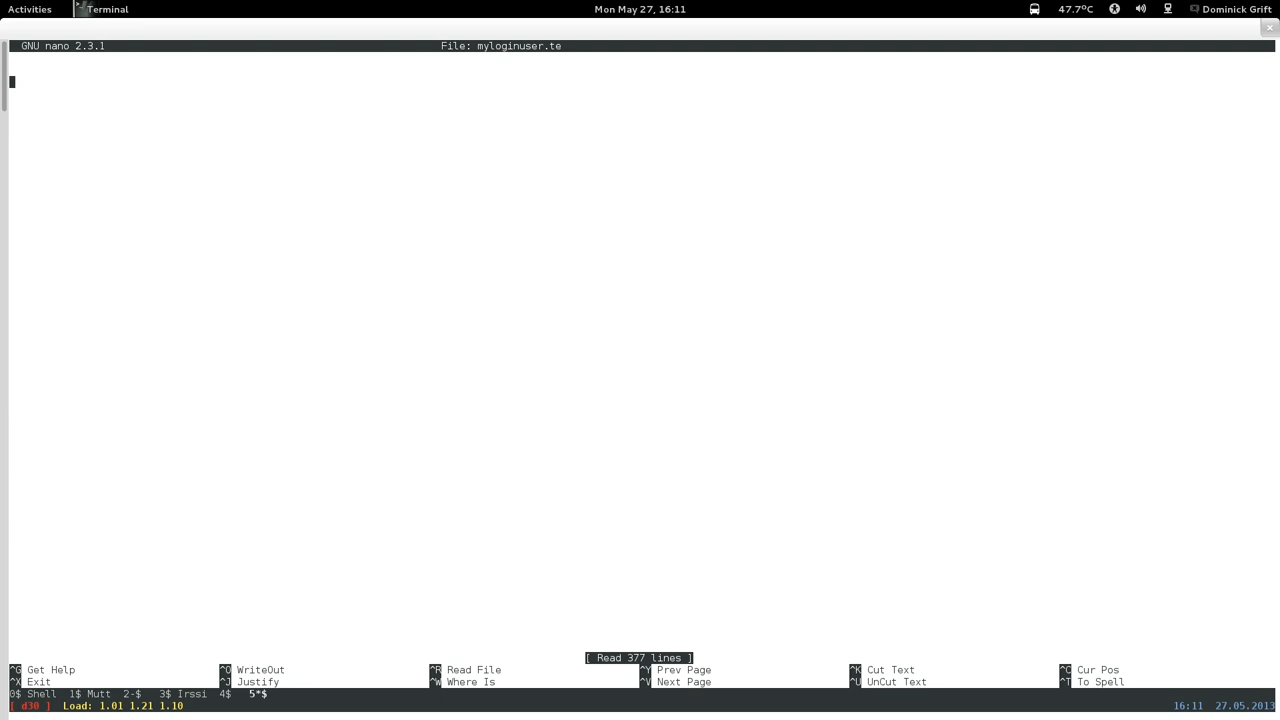 Activities Terminal Mon May 27, 16:11 47.7°C Dominick Grift
GNU nano 2.3.1 File: myloginuser.te
[ Read 377 lines ]
^G Get Help ^O WriteOut ^R Read File ^Y Prev Page ^K Cut Text ^C Cur Pos
^X Exit ^J Justify ^W Where Is ^V Next Page ^U UnCut Text ^T To Spell
0$ Shell 1$ Mutt 2-$ 3$ Irssi 4$ 5*$
[ d30 ] Load: 1.01 1.21 1.10 16:11 27.05.2013